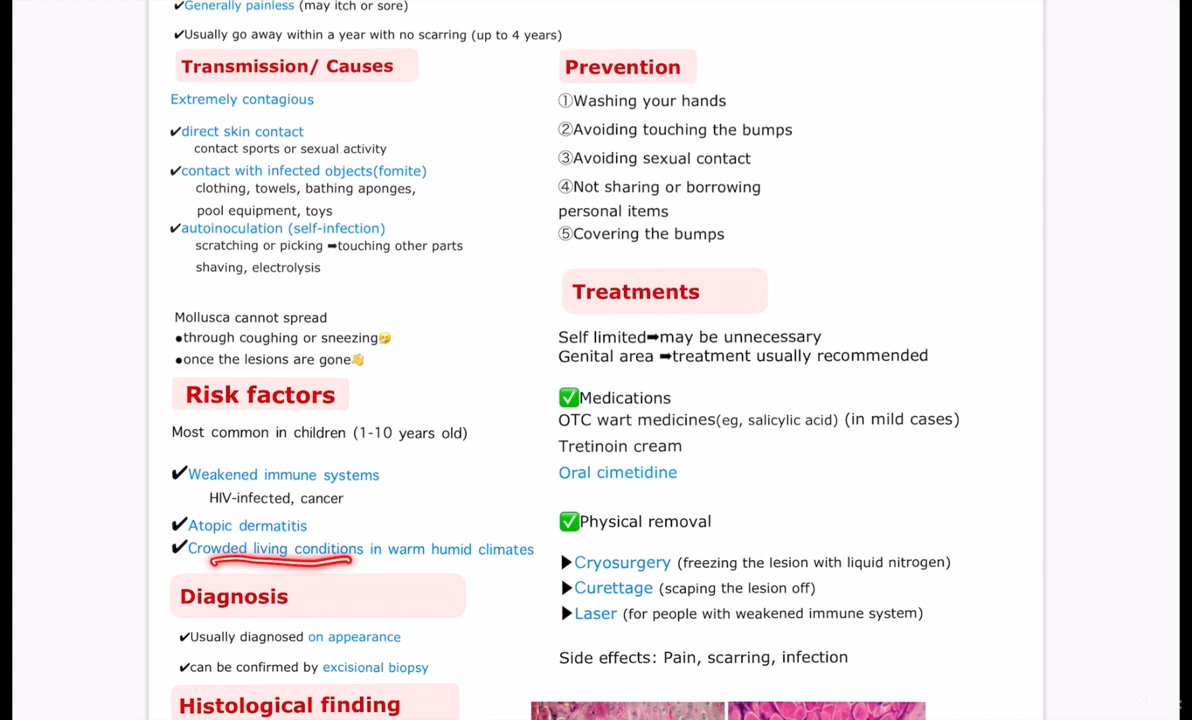 ✔Generally painless (may itch or sore)
✔Usually go away within a year with no scarring (up to 4 years)
Transmission/ Causes
Extremely contagious
✔direct skin contact
contact sports or sexual activity
✔contact with infected objects(fomite)
clothing, towels, bathing aponges,
pool equipment, toys
✔autoinoculation (self-infection)
scratching or picking ➡touching other parts
shaving, electrolysis
Mollusca cannot spread
●through coughing or sneezing🤧
●once the lesions are gone👋
Risk factors
Most common in children (1-10 years old)
✔Weakened immune systems
HIV-infected, cancer
✔Atopic dermatitis
✔Crowded living conditions in warm humid climates
Diagnosis
✔Usually diagnosed on appearance
✔can be confirmed by excisional biopsy
Histological finding
Prevention
①Washing your hands
②Avoiding touching the bumps
③Avoiding sexual contact
④Not sharing or borrowing
personal items
⑤Covering the bumps
Treatments
Self limited➡may be unnecessary
Genital area ➡treatment usually recommended
✅Medications
OTC wart medicines(eg, salicylic acid) (in mild cases)
Tretinoin cream
Oral cimetidine
✅Physical removal
▶Cryosurgery (freezing the lesion with liquid nitrogen)
▶Curettage (scaping the lesion off)
▶Laser (for people with weakened immune system)
Side effects: Pain, scarring, infection